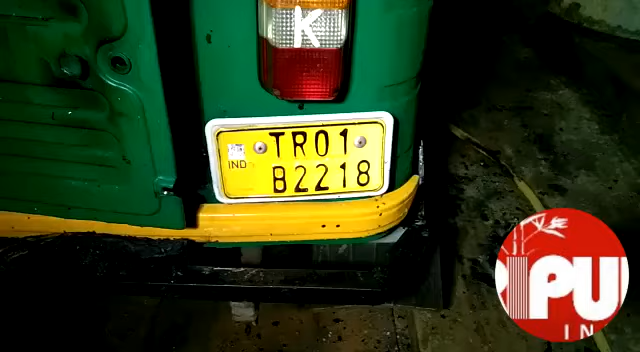 K
TR01
IND
B2218
PU
IN